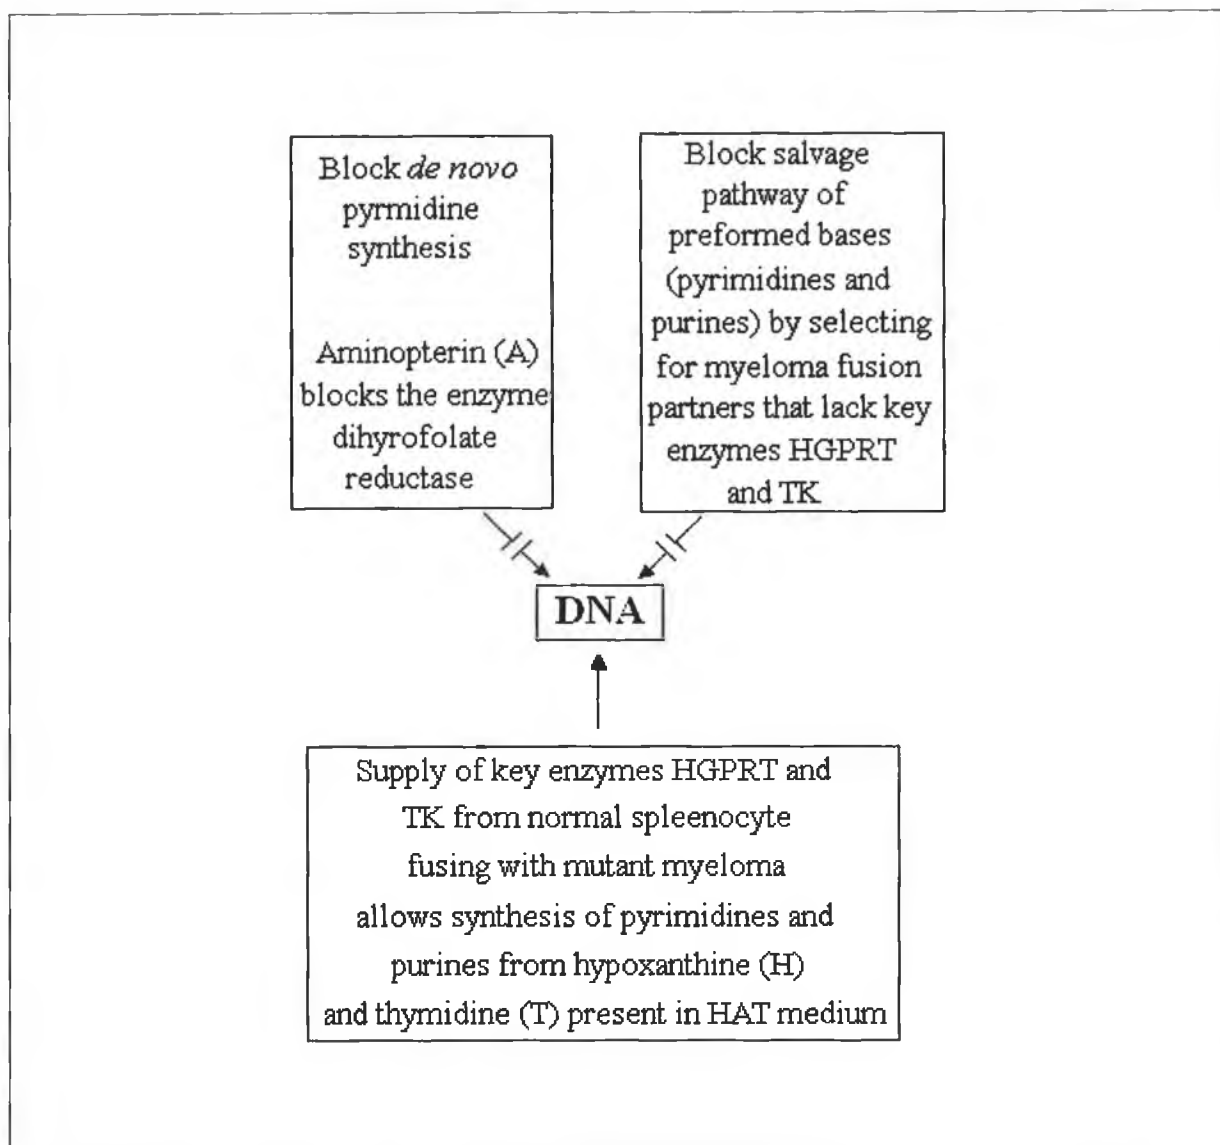 Block de novo
pyrmidine
synthesis
Aminopterin (A)
blocks the enzyme
dihyrofolate
reductase
Block salvage
pathway of
preformed bases
(pyrimidines and
purines) by selecting
for myeloma fusion
partners that lack key
enzymes HGPRT
and TK
DNA
Supply of key enzymes HGPRT and
TK from normal spleenocyte
fusing with mutant myeloma
allows synthesis of pyrimidines and
purines from hypoxanthine (H)
and thymidine (T) present in HAT medium